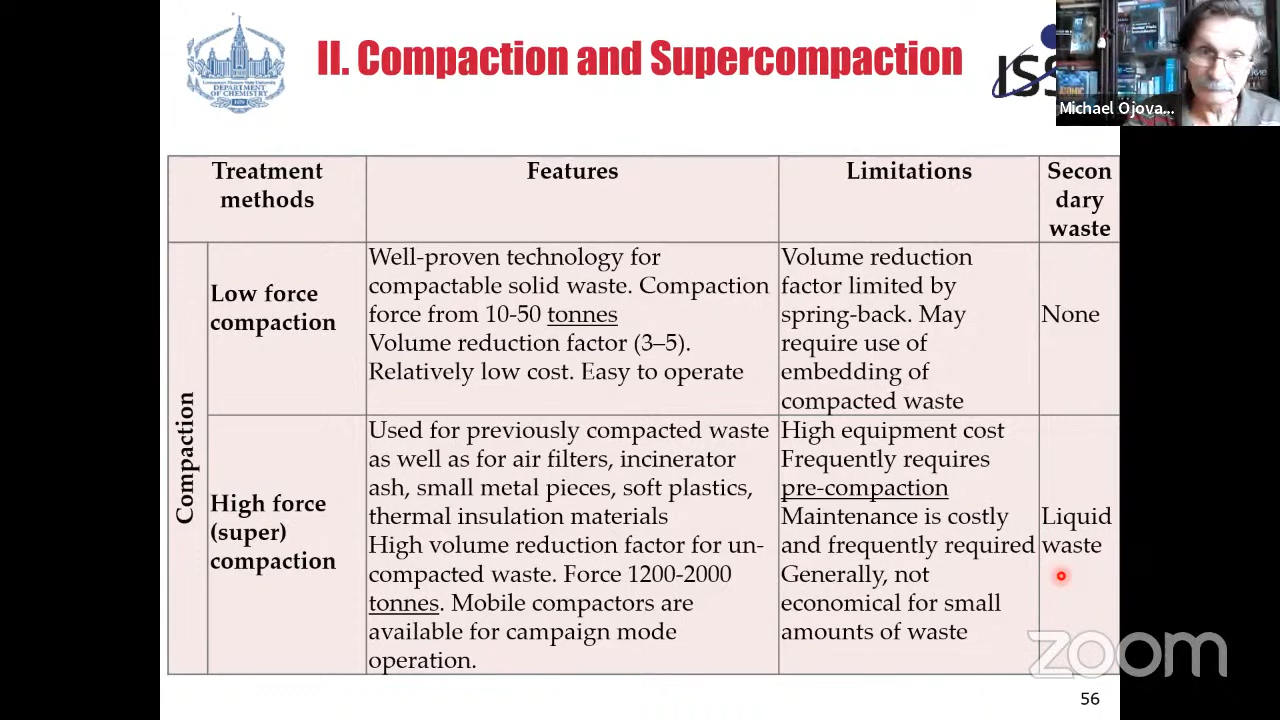 II. Compaction and Supercompaction
DEPARTMENT
OF CHEMISTRY
ISS
Michael Ojova...
Treatment
methods
Features
Limitations
Secon
dary
waste
Compaction
Low force
compaction
Well-proven technology for
compactable solid waste. Compaction
force from 10-50 tonnes
Volume reduction factor (3–5).
Relatively low cost. Easy to operate
Volume reduction
factor limited by
spring-back. May
require use of
embedding of
compacted waste
None
High force
(super)
compaction
Used for previously compacted waste
as well as for air filters, incinerator
ash, small metal pieces, soft plastics,
thermal insulation materials
High volume reduction factor for un-
compacted waste. Force 1200-2000
tonnes. Mobile compactors are
available for campaign mode
operation.
High equipment cost
Frequently requires
pre-compaction
Maintenance is costly
and frequently required
Generally, not
economical for small
amounts of waste
Liquid
waste
zoom
56